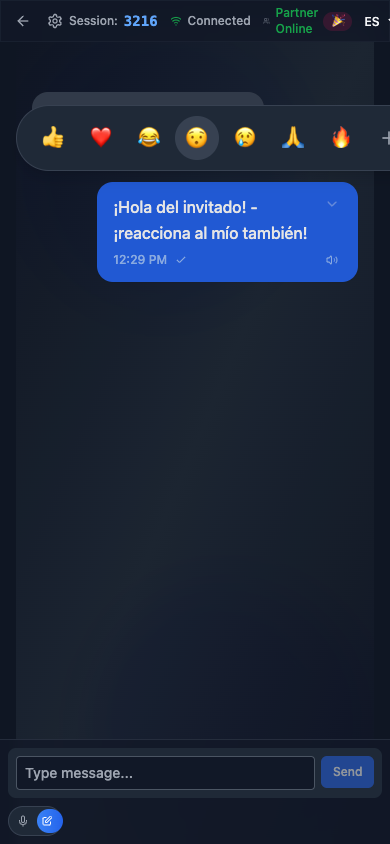 Session: 3216 Connected Partner Online ES
¡Hola del invitado! -
¡reacciona al mío también!
12:29 PM
Type message...
Send